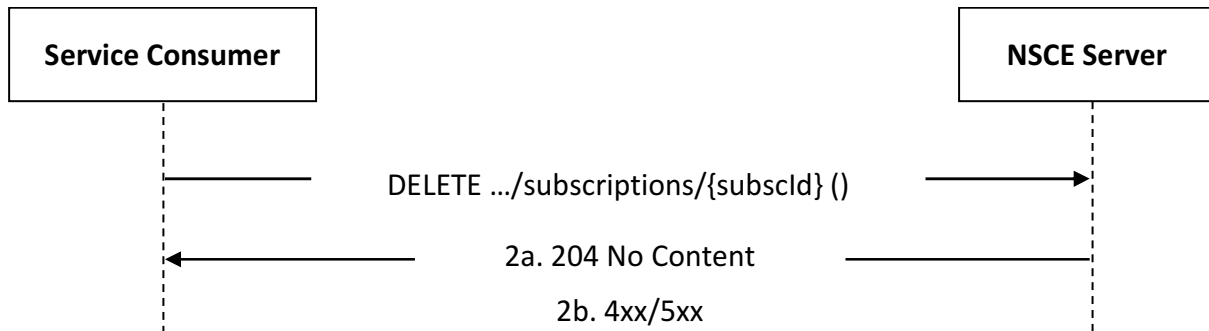 Service Consumer
NSCE Server
DELETE …/subscriptions/{subscId} ()
2a. 204 No Content
2b. 4xx/5xx